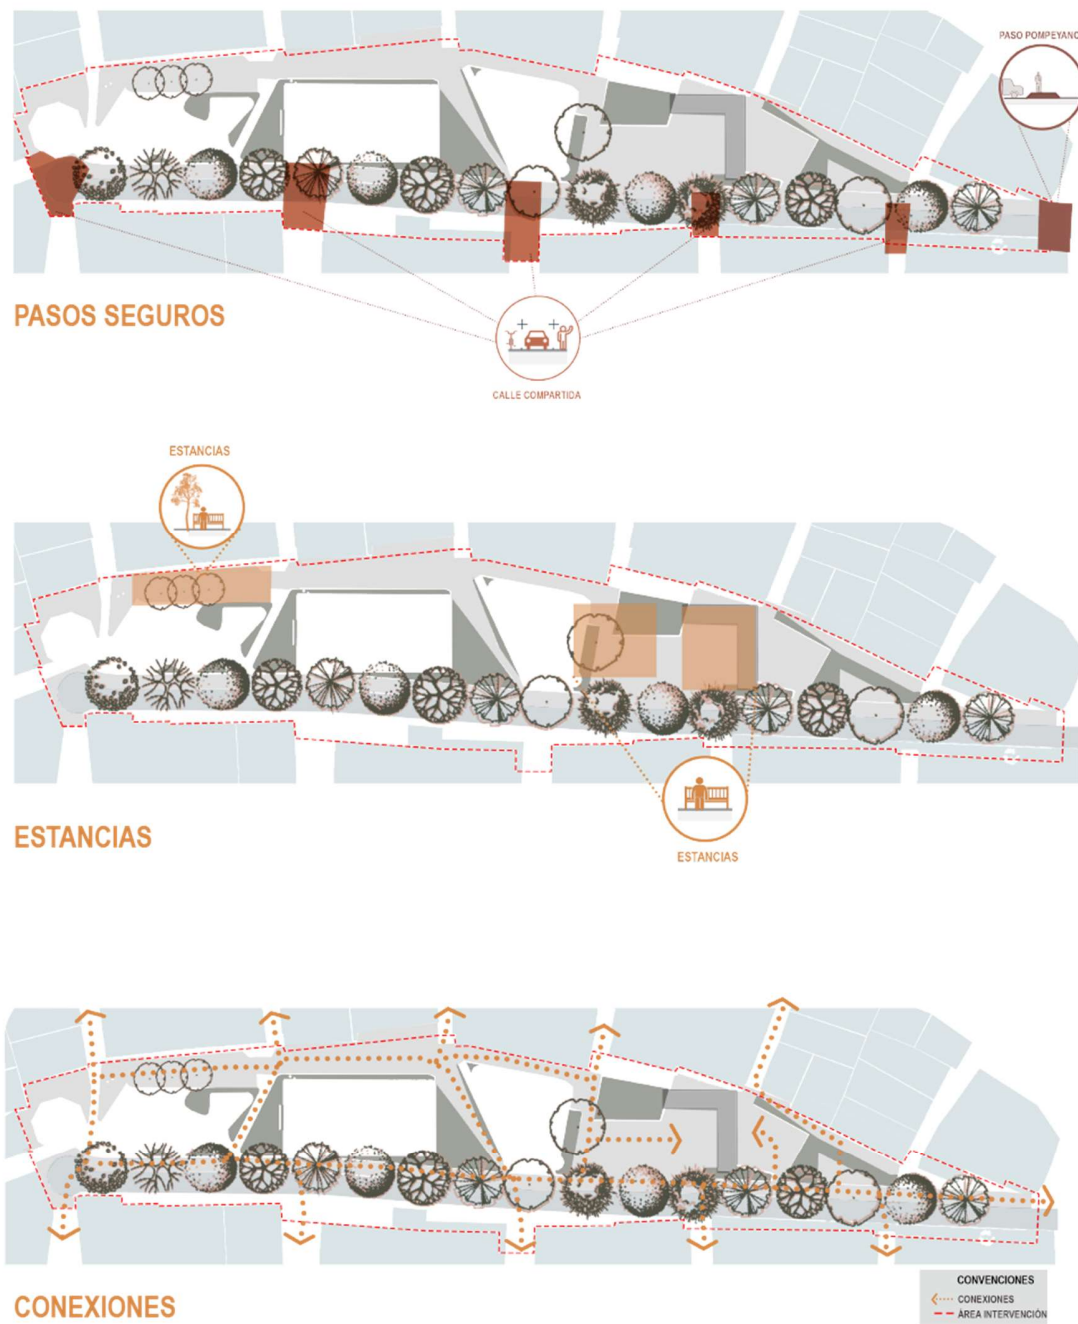 PASO POMPEYANO
PASOS SEGUROS
CALLE COMPARTIDA
ESTANCIAS
ESTANCIAS
ESTANCIAS
CONEXIONES
CONVENCIONES
CONEXIONES
ÁREA INTERVENCIÓN